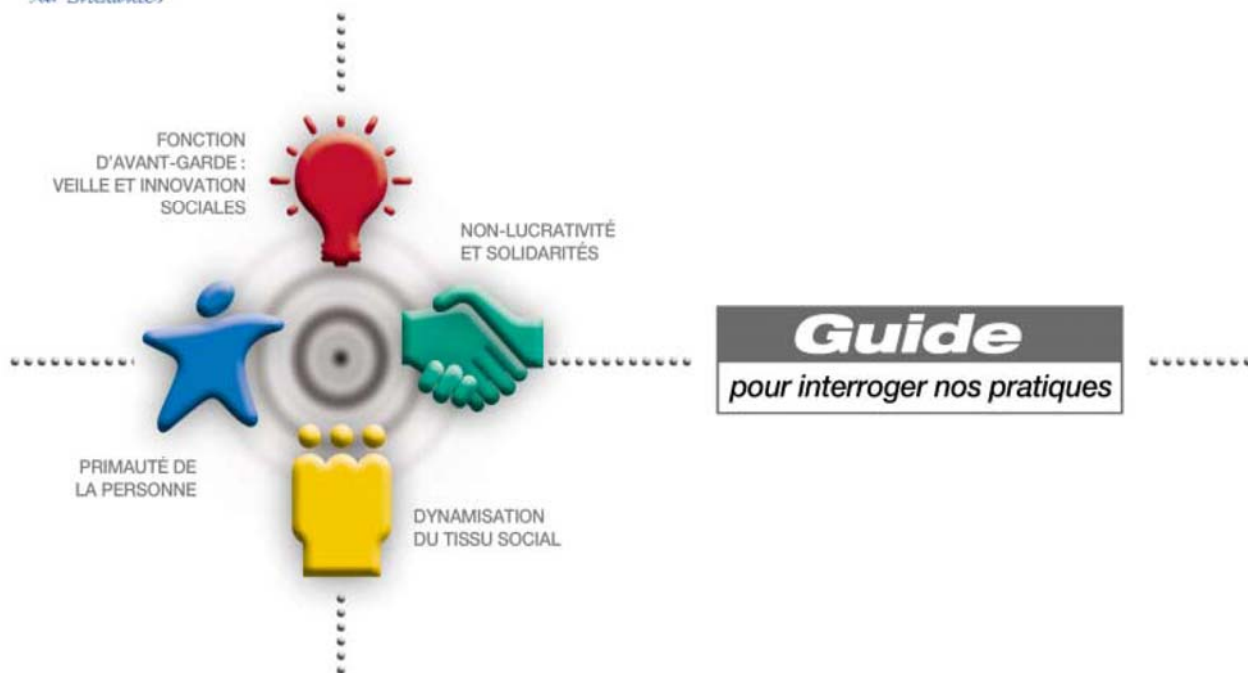 FONCTION
D'AVANT-GARDE :
VEILLE ET INNOVATION
SOCIALES
NON-LUCRATIVITÉ
ET SOLIDARITÉS
Guide
pour interroger nos pratiques
PRIMAUTÉ DE
LA PERSONNE
DYNAMISATION
DU TISSU SOCIAL